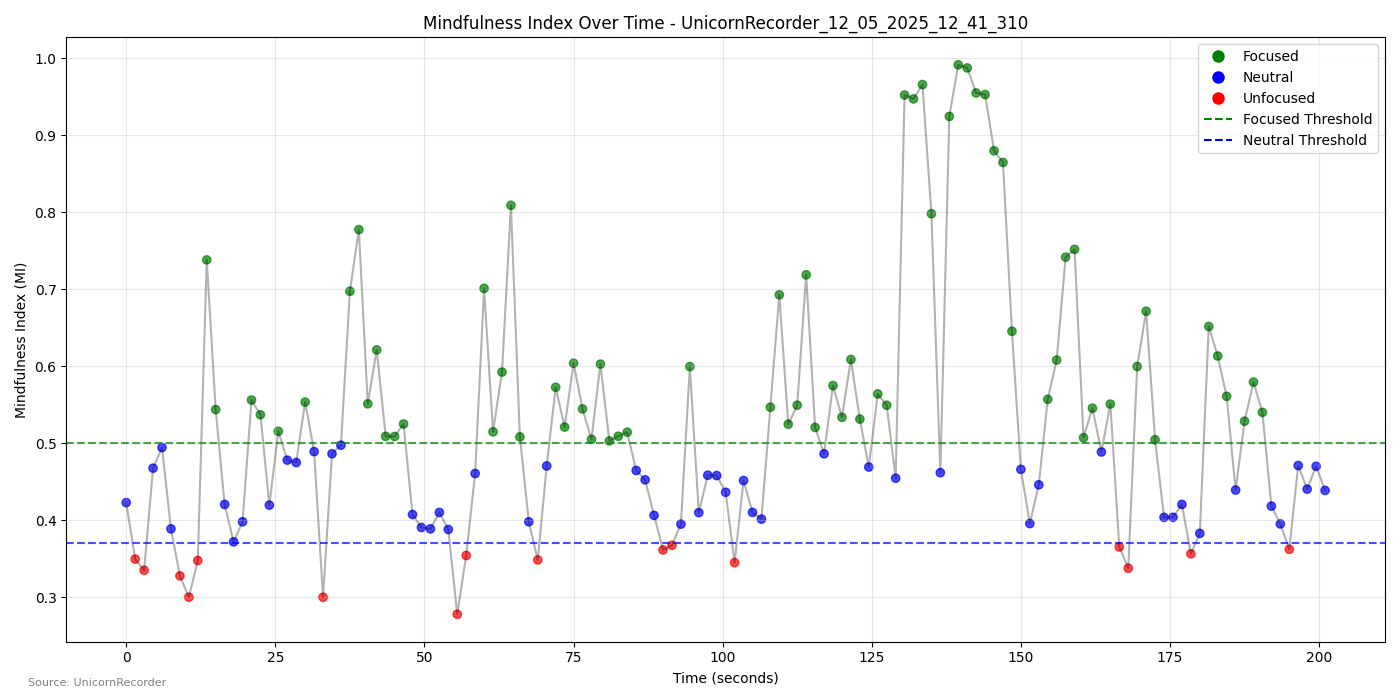 Mindfulness Index Over Time - UnicornRecorder_12_05_2025_12_41_310
Focused
Neutral
Unfocused
Focused Threshold
Neutral Threshold
Mindfulness Index (MI)
1.0
0.9
0.8
0.7
0.6
0.5
0.4
0.3
0 25 50 75 100 125 150 175 200
Time (seconds)
Source: UnicornRecorder